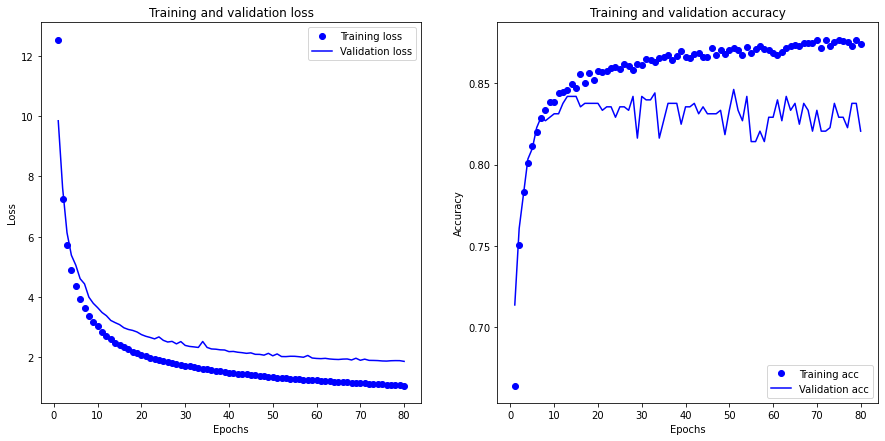 Training and validation loss
Training loss
Validation loss
12
10
8
6
4
2
Loss
0 10 20 30 40 50 60 70 80
Epochs
Training and validation accuracy
0.85
0.80
0.75
0.70
Accuracy
Training acc
Validation acc
0 10 20 30 40 50 60 70 80
Epochs